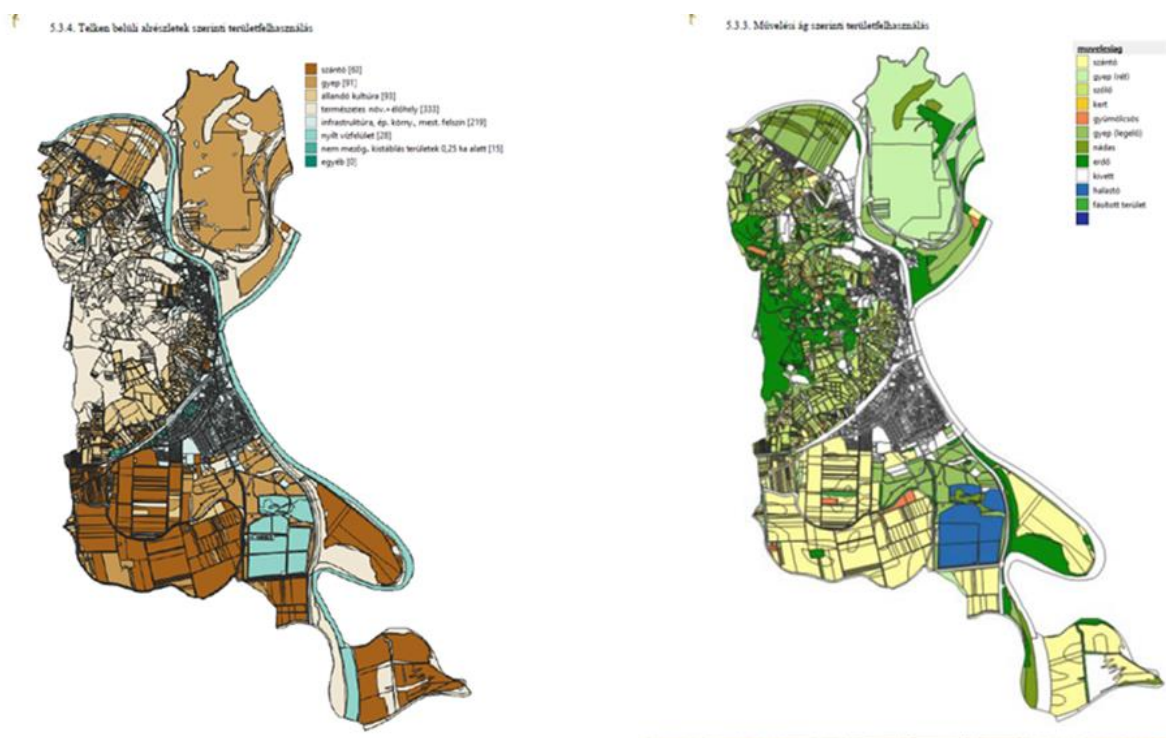 5.3.4. Telken belüli alrészletek szerinti területfelhasználás
szántó [63]
gyep [91]
állandó kultúra [93]
természetes növ.+ élőhely [333]
infrastruktúra, ép. körny., mest. felszín [219]
nyílt vízfelület [28]
nem mezőg. kistáblás területek 0,25 ha alatt [15]
egyéb [0]
5.3.3. Művelési ág szerinti területfelhasználás
muvelesiag
szántó
gyep (rét)
szőlő
kert
gyümölcsös
gyep (legelő)
nádas
erdő
kivett
halastó
fásított terület